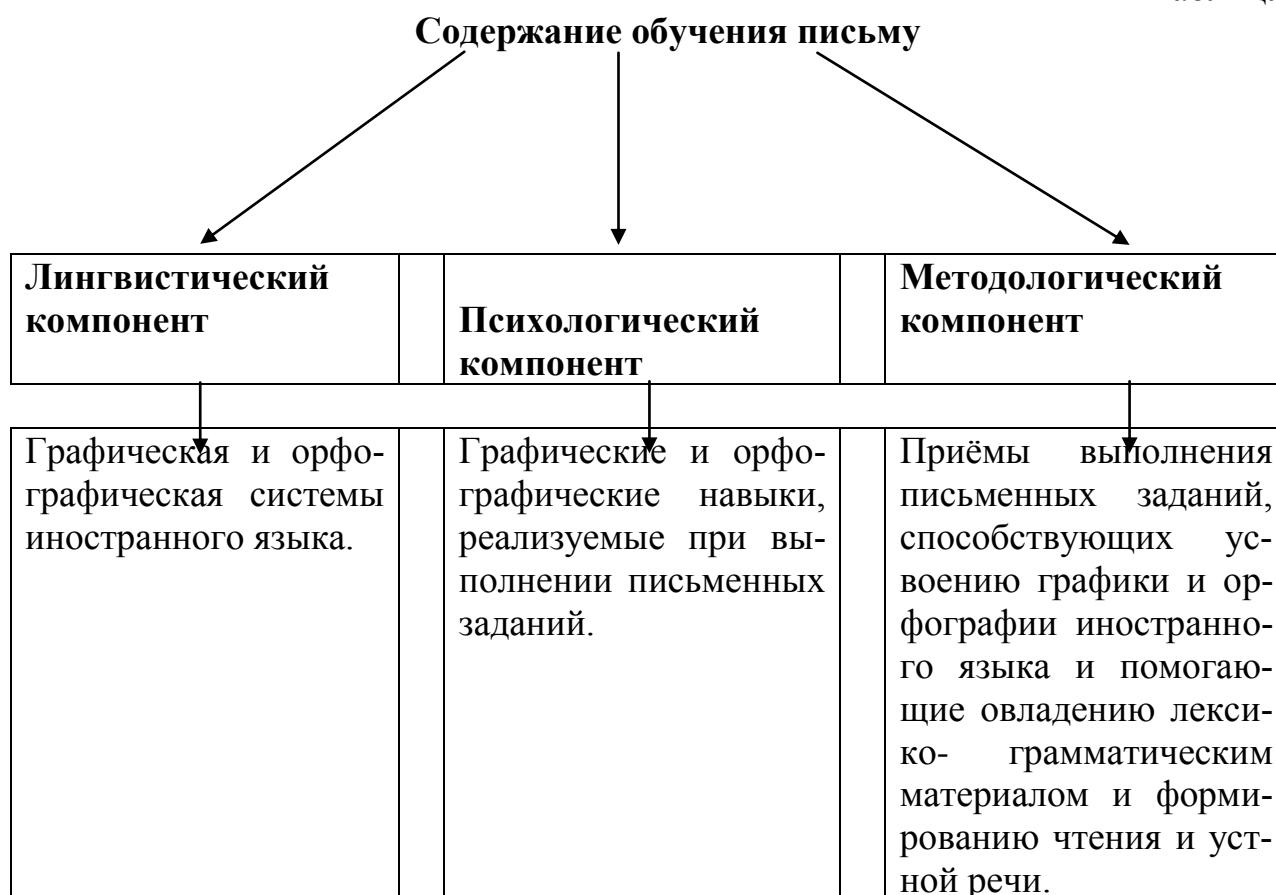 Содержание обучения письму
Лингвистический
компонент
Психологический
компонент
Методологический
компонент
Графическая и орфо-
графическая системы
иностранного языка.
Графические и орфо-
графические навыки,
реализуемые при вы-
полнении письменных
заданий.
Приёмы выполнения
письменных заданий,
способствующих ус-
воению графики и ор-
фографии иностранно-
го языка и помогаю-
щие овладению лекси-
ко- грамматическим
материалом и форми-
рованию чтения и уст-
ной речи.